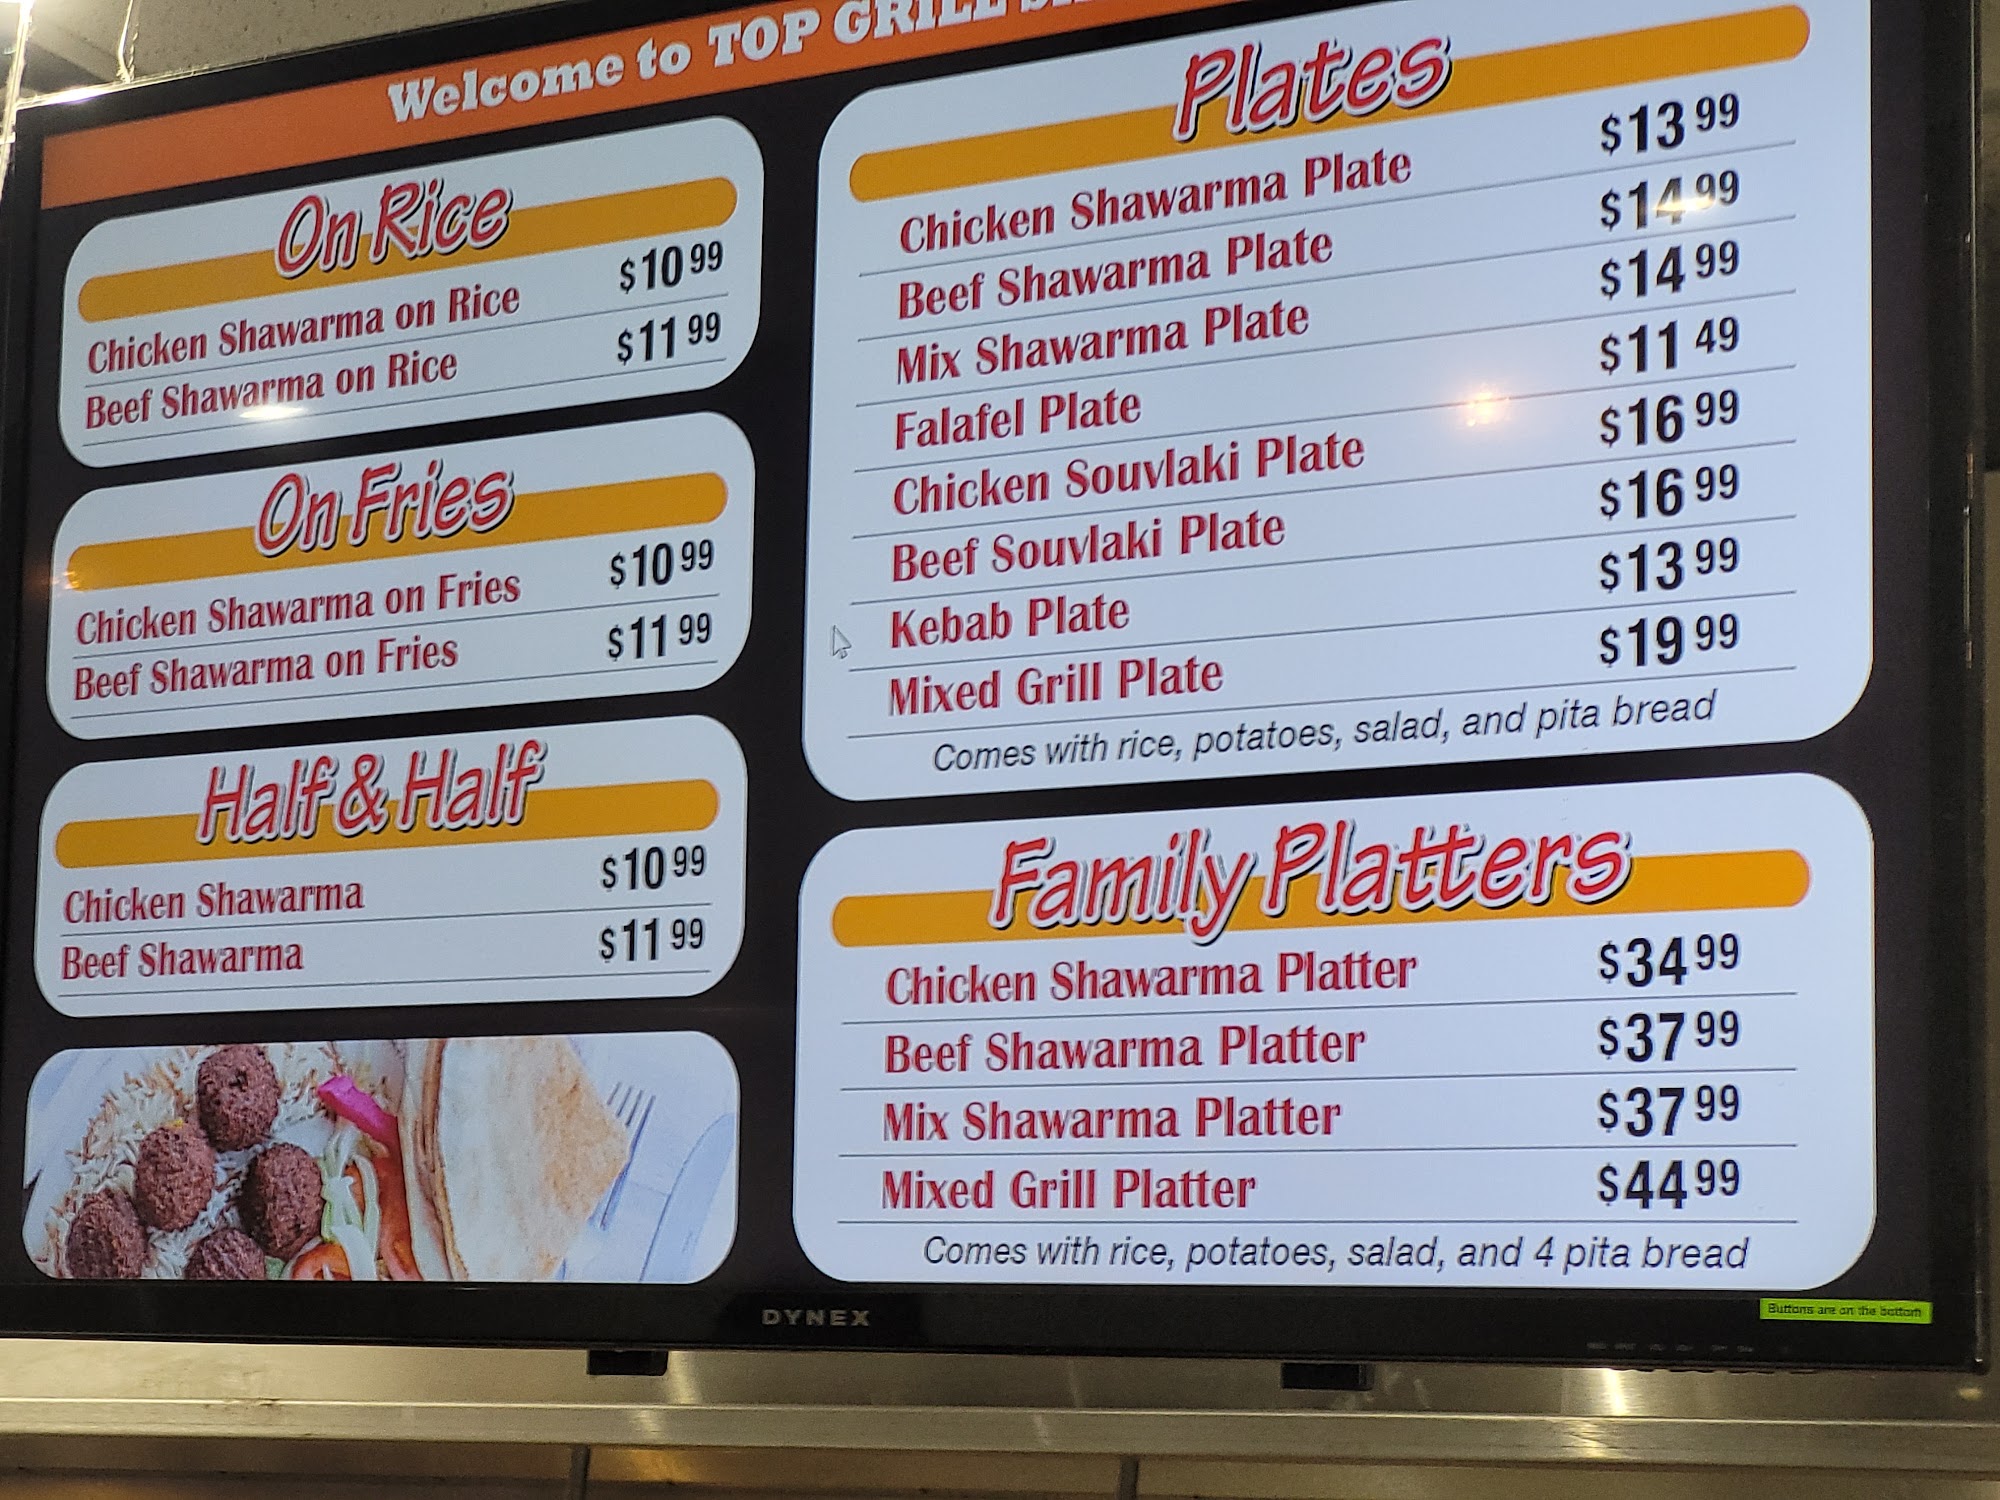 Welcome to TOP GRILL
On Rice
Chicken Shawarma on Rice $10 99
Beef Shawarma on Rice $11 99
On Fries
Chicken Shawarma on Fries $10 99
Beef Shawarma on Fries $11 99
Half & Half
Chicken Shawarma $10 99
Beef Shawarma $11 99
Plates
Chicken Shawarma Plate $13 99
Beef Shawarma Plate $14 99
Mix Shawarma Plate $14 99
Falafel Plate $11 49
Chicken Souvlaki Plate $16 99
Beef Souvlaki Plate $16 99
Kebab Plate $13 99
Mixed Grill Plate $19 99
Comes with rice, potatoes, salad, and pita bread
Family Platters
Chicken Shawarma Platter $34 99
Beef Shawarma Platter $37 99
Mix Shawarma Platter $37 99
Mixed Grill Platter $44 99
Comes with rice, potatoes, salad, and 4 pita bread
DYNEX
Buttons are on the bottom